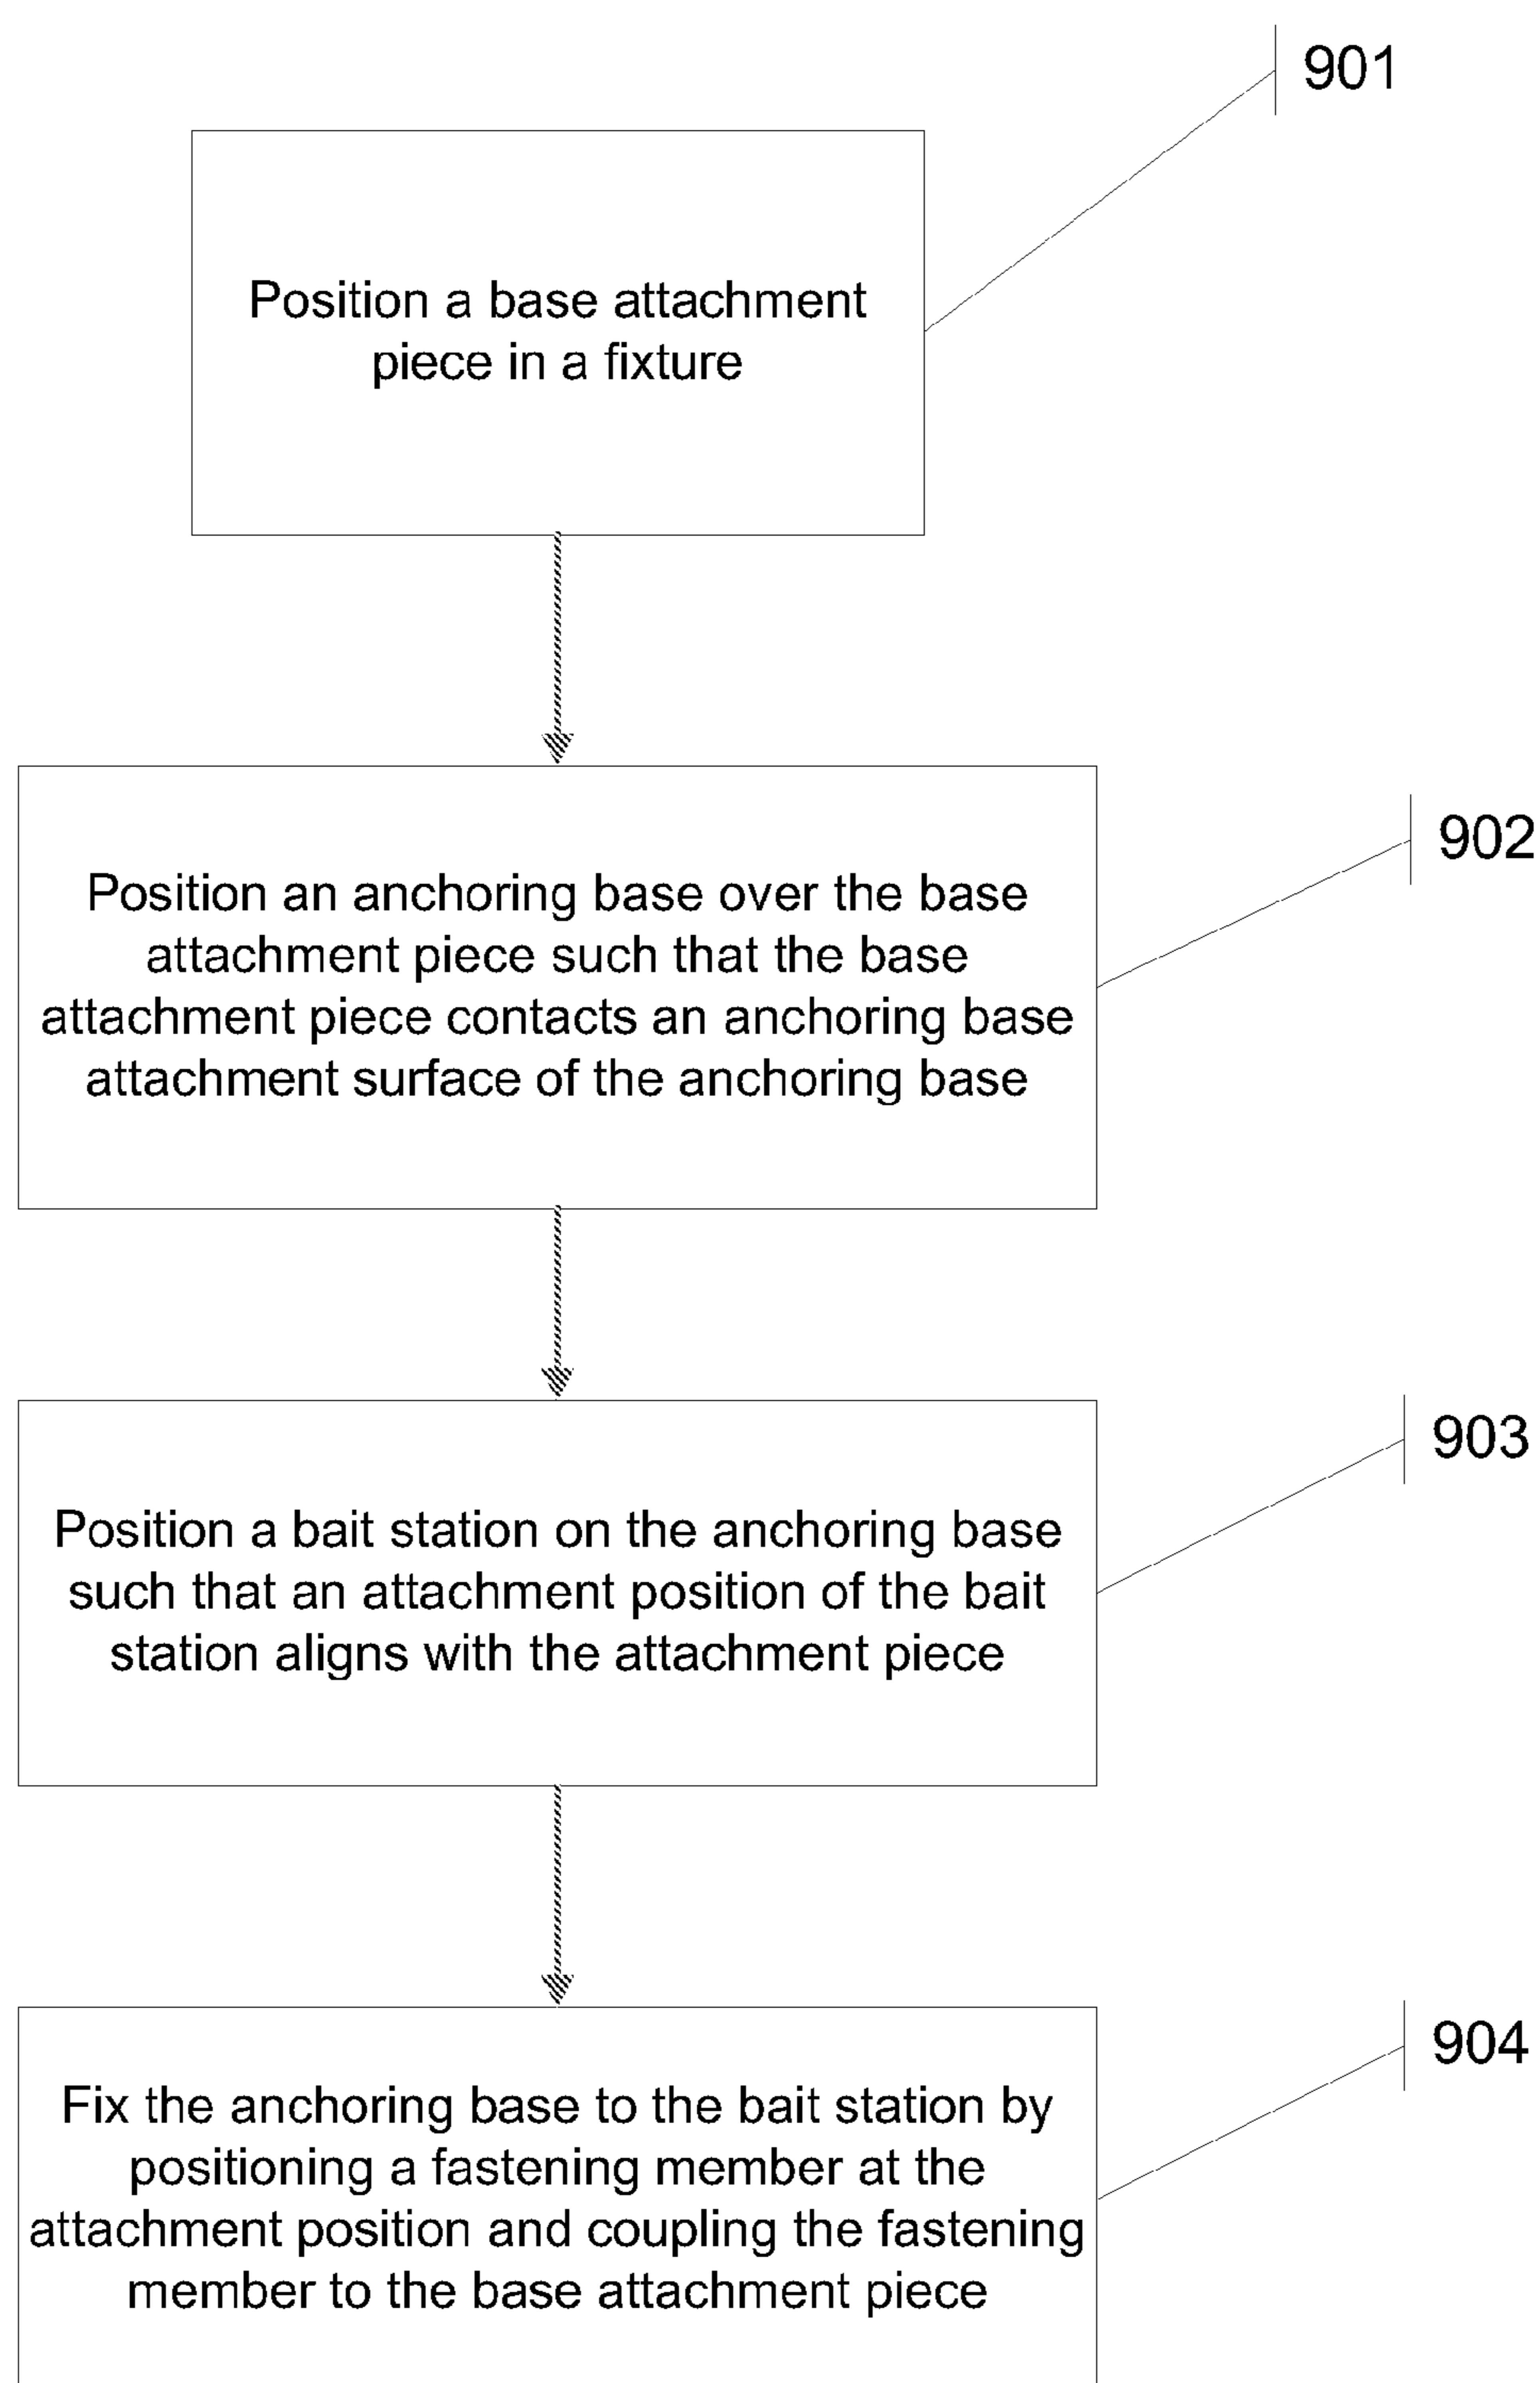 901
Position a base attachment
piece in a fixture
902
Position an anchoring base over the base
attachment piece such that the base
attachment piece contacts an anchoring base
attachment surface of the anchoring base
903
Position a bait station on the anchoring base
such that an attachment position of the bait
station aligns with the attachment piece
904
Fix the anchoring base to the bait station by
positioning a fastening member at the
attachment position and coupling the fastening
member to the base attachment piece